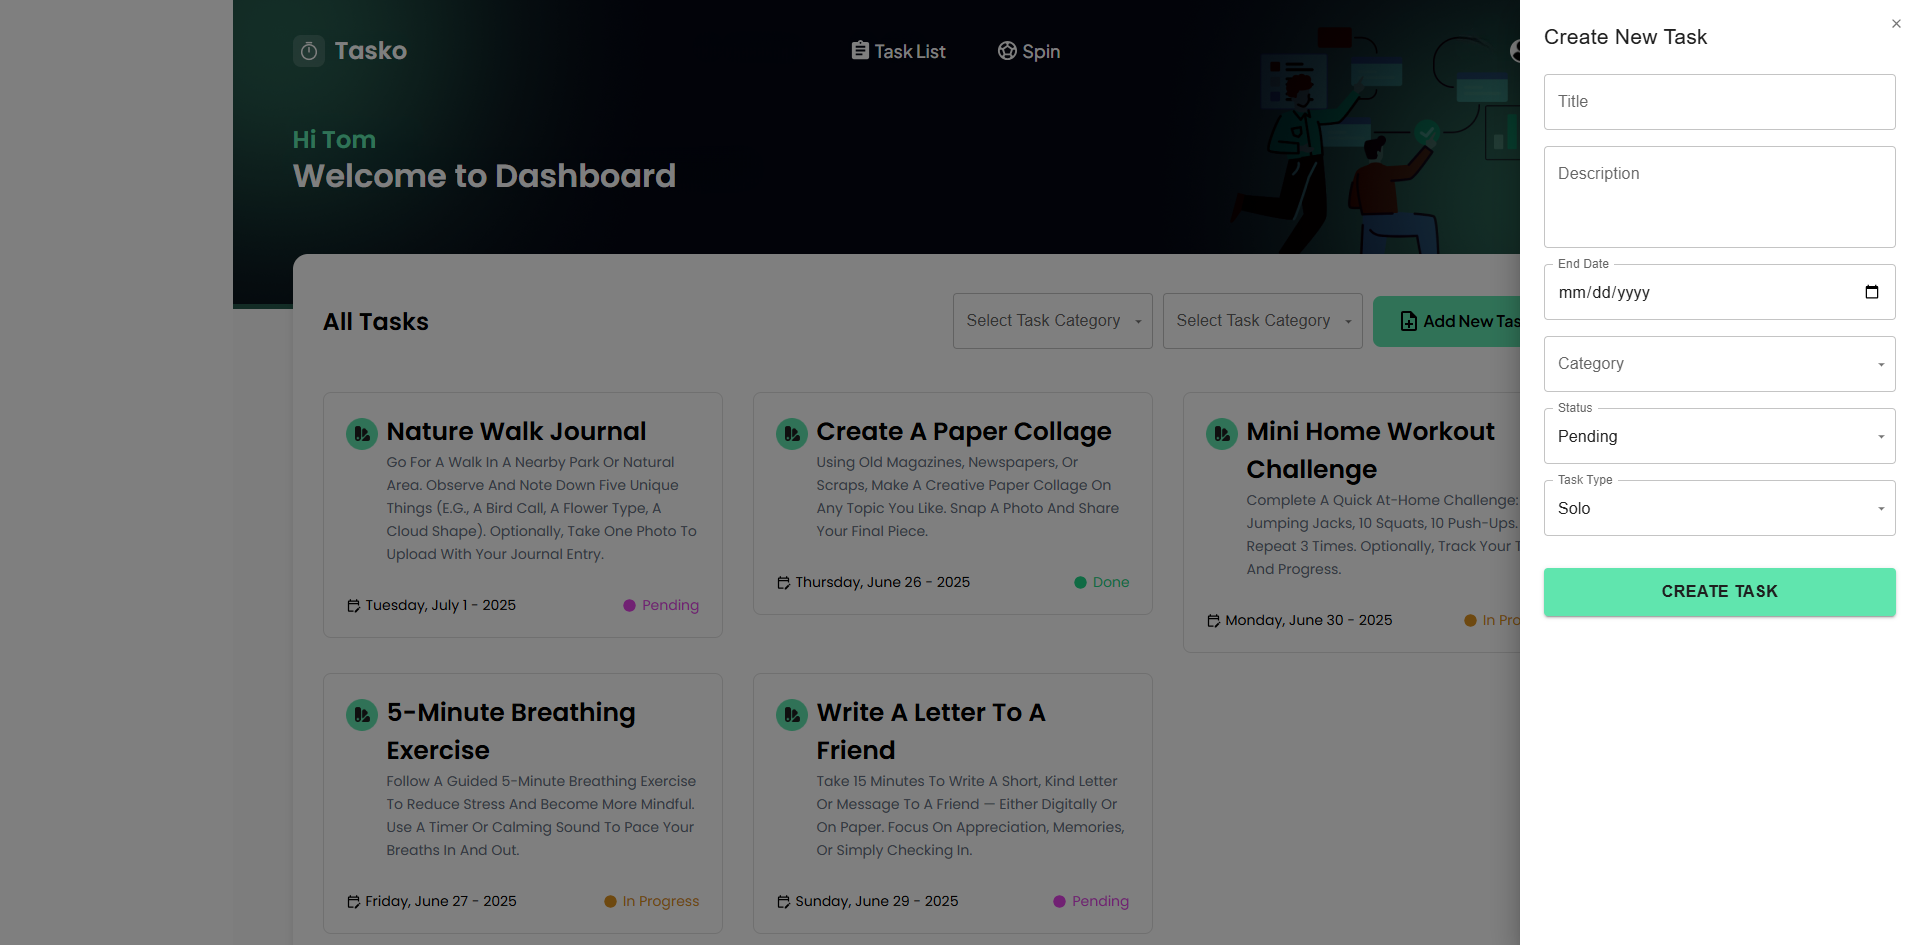 Tasko
Task List
Spin
Hi Tom
Welcome to Dashboard
All Tasks
Select Task Category
Select Task Category
Add New Tas
Nature Walk Journal
Go For A Walk In A Nearby Park Or Natural
Area. Observe And Note Down Five Unique
Things (E.G., A Bird Call, A Flower Type, A
Cloud Shape). Optionally, Take One Photo To
Upload With Your Journal Entry.
Tuesday, July 1 - 2025
Pending
Create A Paper Collage
Using Old Magazines, Newspapers, Or
Scraps, Make A Creative Paper Collage On
Any Topic You Like. Snap A Photo And Share
Your Final Piece.
Thursday, June 26 - 2025
Done
Mini Home Workout
Challenge
Complete A Quick At-Home Challenge:
Jumping Jacks, 10 Squats, 10 Push-Ups.
Repeat 3 Times. Optionally, Track Your T
And Progress.
Monday, June 30 - 2025
In Pro
5-Minute Breathing
Exercise
Follow A Guided 5-Minute Breathing Exercise
To Reduce Stress And Become More Mindful.
Use A Timer Or Calming Sound To Pace Your
Breaths In And Out.
Friday, June 27 - 2025
In Progress
Write A Letter To A
Friend
Take 15 Minutes To Write A Short, Kind Letter
Or Message To A Friend — Either Digitally Or
On Paper. Focus On Appreciation, Memories,
Or Simply Checking In.
Sunday, June 29 - 2025
Pending
Create New Task
Title
Description
End Date
mm/dd/yyyy
Category
Status
Pending
Task Type
Solo
CREATE TASK